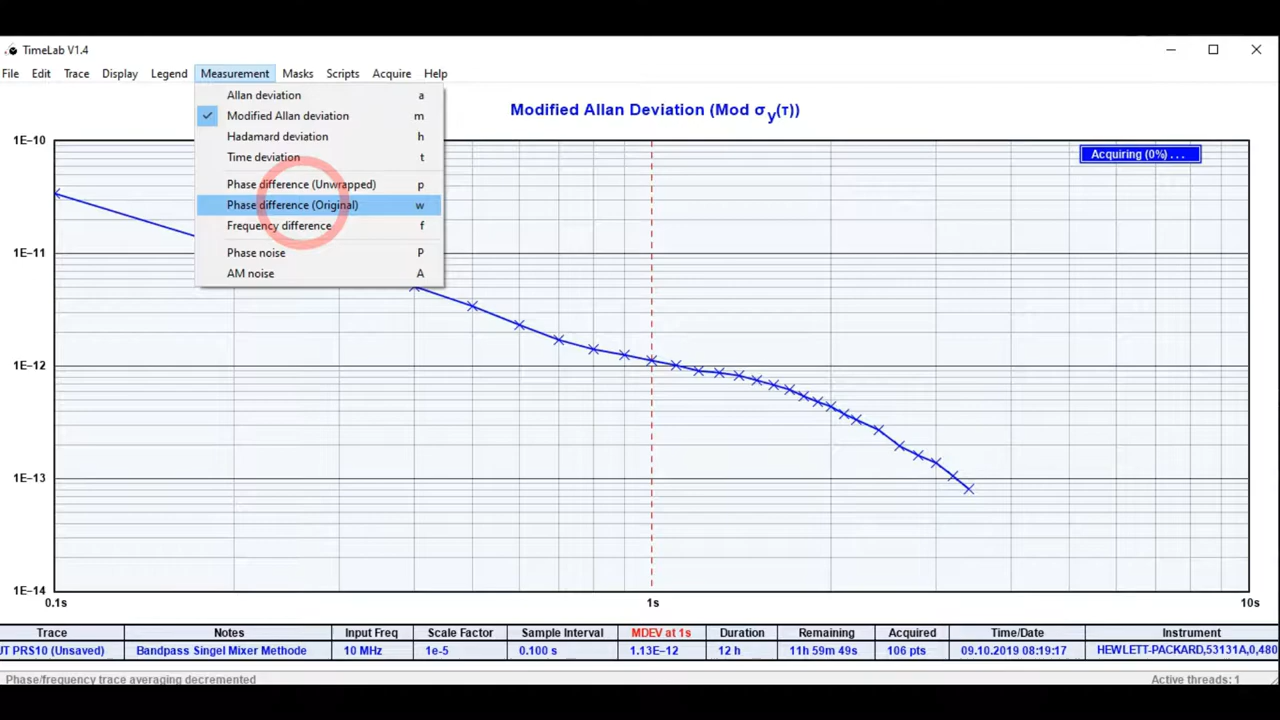 TimeLab V1.4
File Edit Trace Display Legend Measurement Masks Scripts Acquire Help
Allan deviation a
Modified Allan deviation m
Hadamard deviation h
Time deviation t
Phase difference (Unwrapped) p
Phase difference (Original) w
Frequency difference f
Phase noise P
AM noise A
Modified Allan Deviation (Mod σy(τ))
Acquiring (0%) . . .
1E-10
1E-11
1E-12
1E-13
1E-14
0.1s 1s 10s
Trace Notes Input Freq Scale Factor Sample Interval MDEV at 1s Duration Remaining Acquired Time/Date Instrument
UT PRS10 (Unsaved) Bandpass Singel Mixer Methode 10 MHz 1e-5 0.100 s 1.13E-12 12 h 11h 59m 49s 106 pts 09.10.2019 08:19:17 HEWLETT-PACKARD,53131A,0,480
Phase/frequency trace averaging decremented Active threads: 1